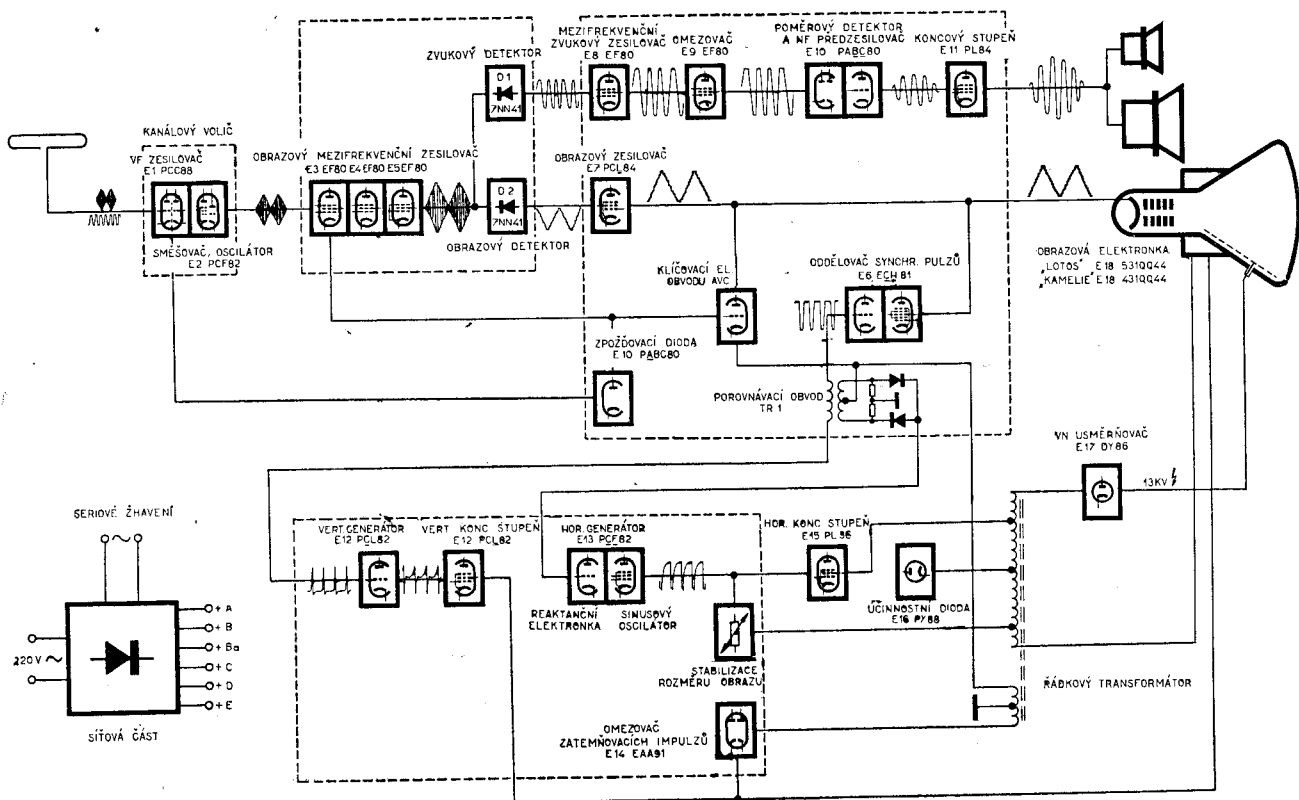 ZVUKOVÝ DETEKTOR
D1
7NN41
MEZIFREKVENČNÍ
ZVUKOVÝ ZESILOVAČ
E8 EF80
OMEZOVAČ
E9 EF80
POMĚROVÝ DETEKTOR
A NF PŘEDZESILOVAČ
E10 PABC80
KONCOVÝ STUPEŇ
E11 PL84
KANÁLOVÝ VOLIČ
VF ZESILOVAČ
E1 PCC88
SMĚŠOVAČ, OSCILÁTOR
E2 PCF82
OBRAZOVÝ MEZIFREKVENČNÍ ZESILOVAČ
E3 EF80 E4 EF80 E5 EF80
D2
7NN41
OBRAZOVÝ DETEKTOR
OBRAZOVÝ ZESILOVAČ
E7 PCL84
KLÍČOVACÍ EL.
OBVODU AVC
ODDĚLOVAČ SYNCHR. PULZŮ
E6 ECH81
OBRAZOVÁ ELEKTRONKA
"LOTOS" E18 531QQ44
"KAMELIE" E18 431QQ44
ZPOŽĎOVACÍ DIODA
E10 PABC80
POROVNÁVACÍ OBVOD
TR 1
VN USMĚRŇOVAČ
E17 DY86
13KV
SERIOVÉ ŽHAVENÍ
220V
+ A
+ B
+ Ba
+ C
+ D
+ E
SÍŤOVÁ ČÁST
VERT. GENERÁTOR
E12 PCL82
VERT KONC STUPEŇ
E12 PCL82
HOR. GENERÁTOR
E13 PCF82
REAKTANČNÍ
ELEKTRONKA
SINUSOVÝ
OSCILÁTOR
HOR. KONC STUPEŇ
E15 PL36
ÚČINNOSTNÍ DIODA
E16 PY88
STABILIZACE
ROZMĚRU OBRAZU
ŘÁDKOVÝ TRANSFORMÁTOR
OMEZOVAČ
ZATEMŇOVACÍCH IMPULZŮ
E14 EAA91